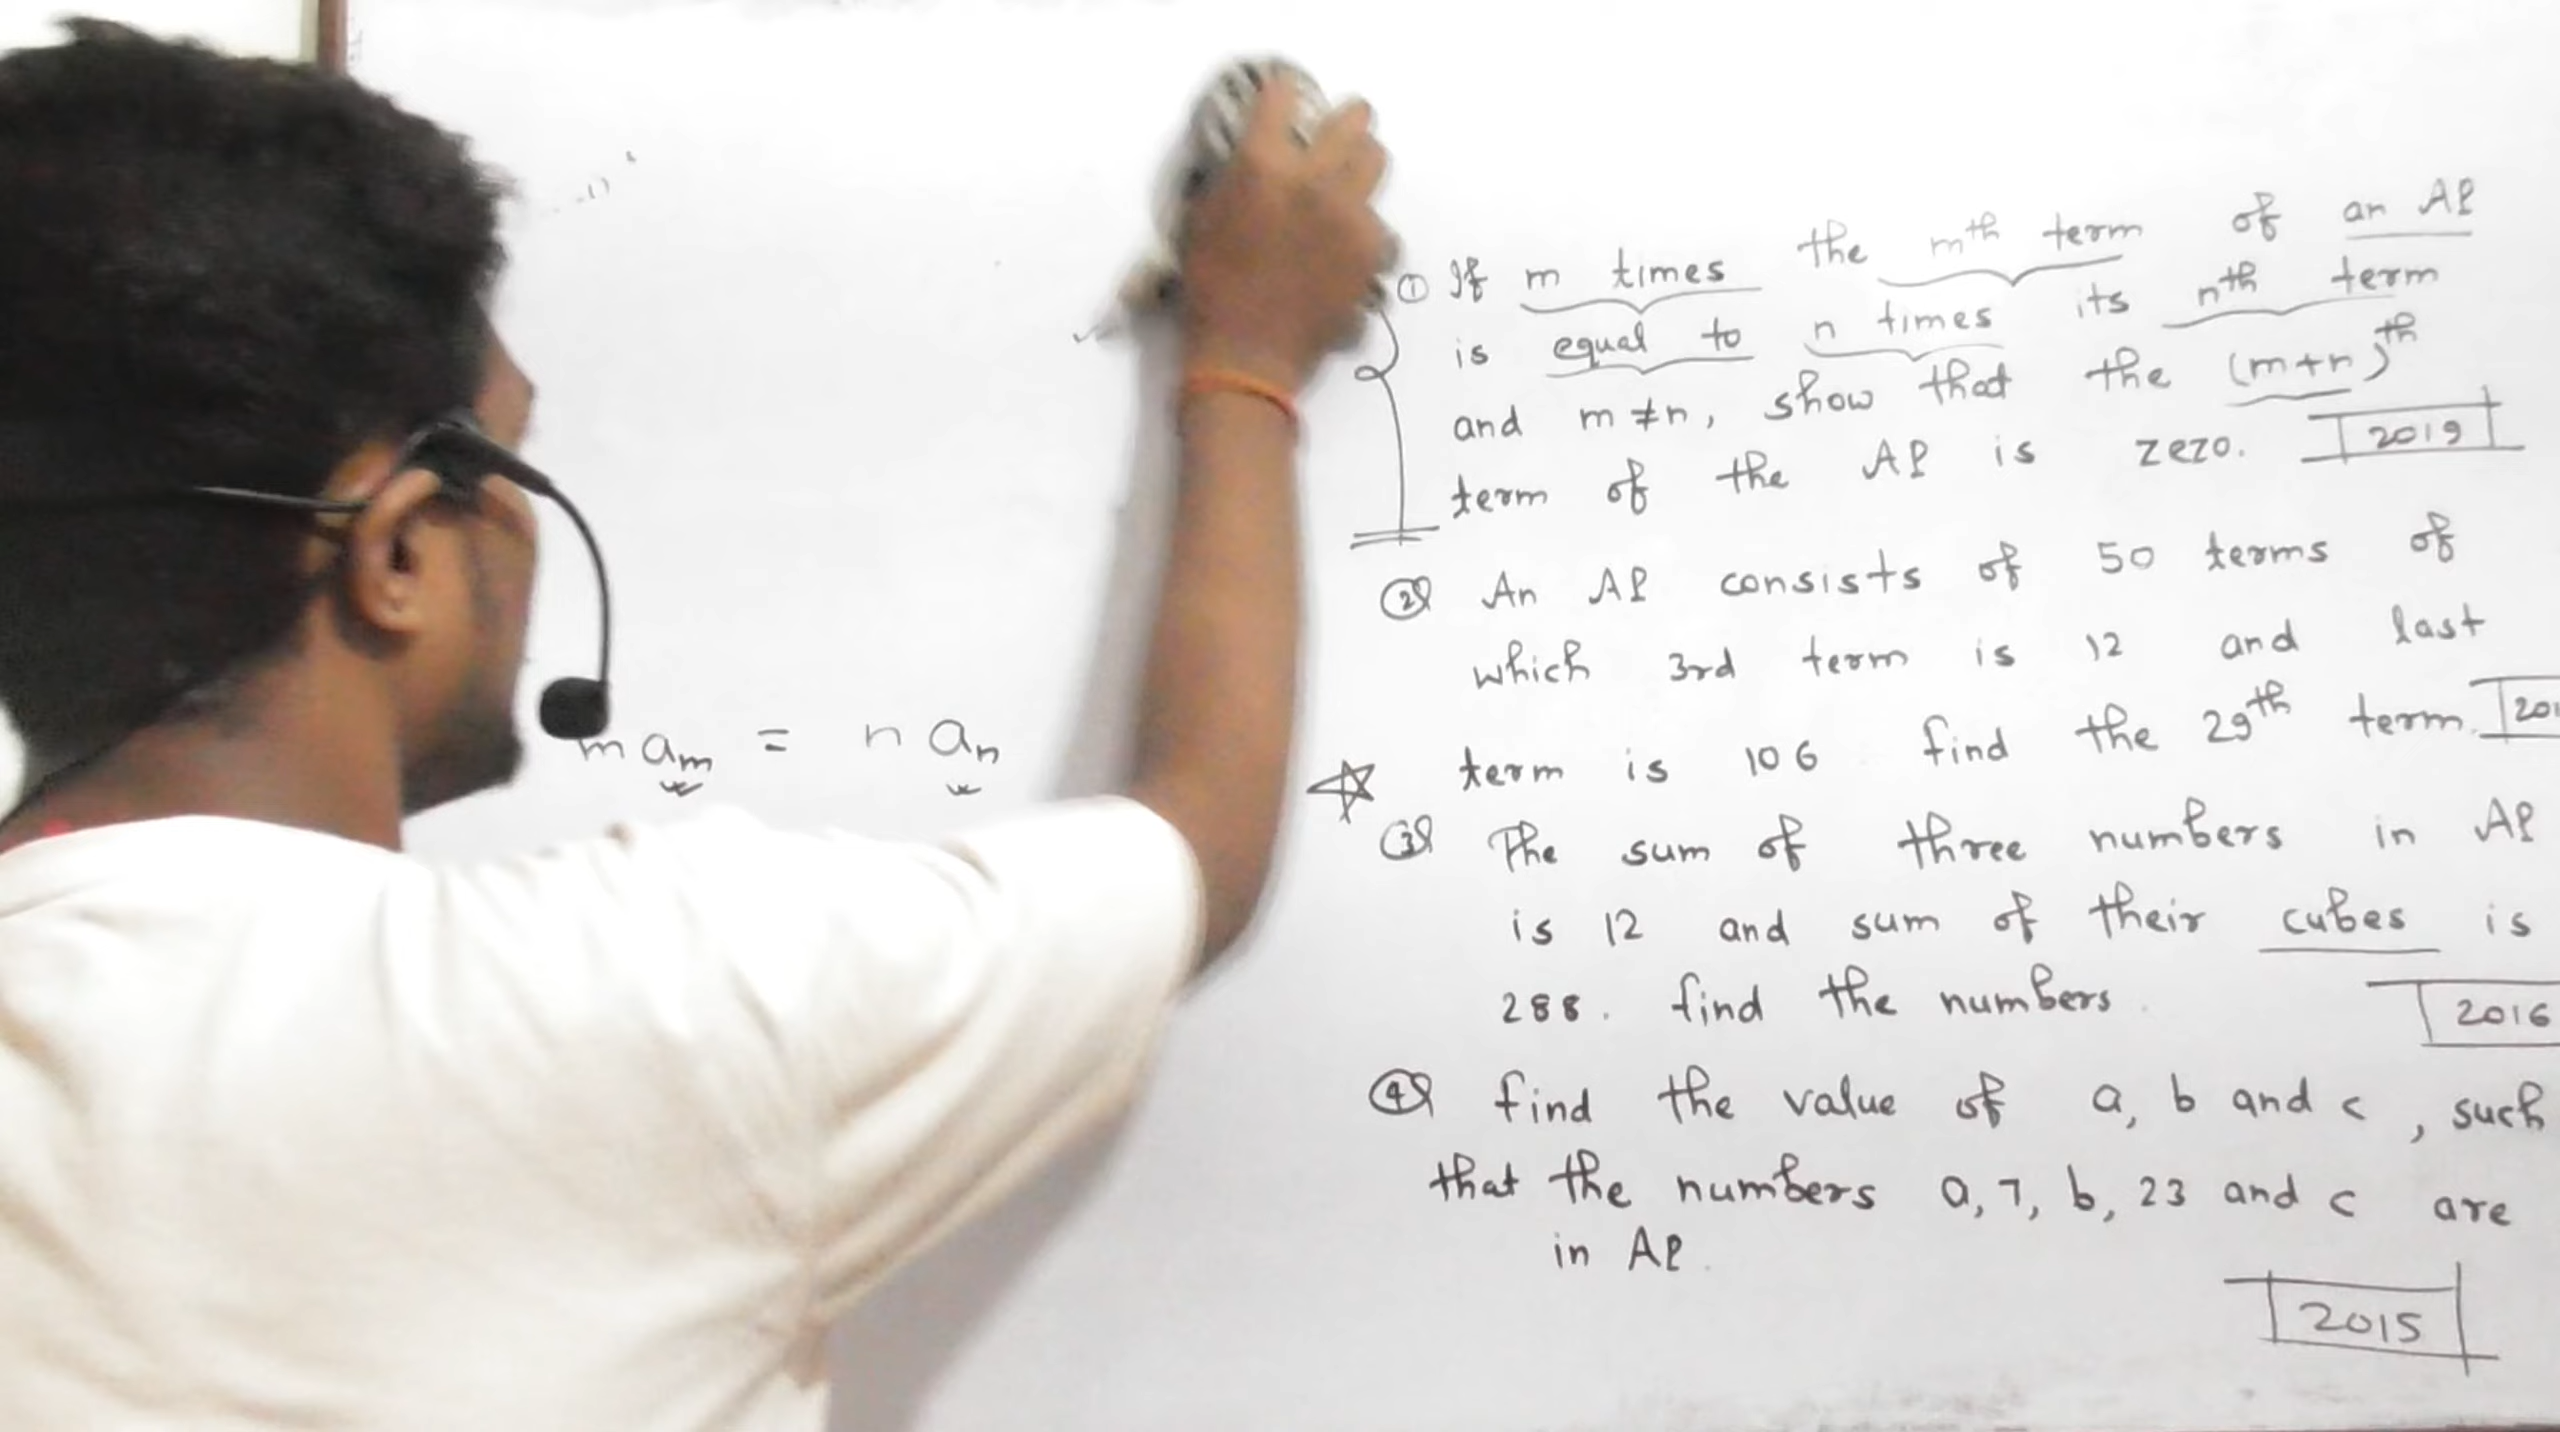 m aₘ = n aₙ
① If m times the mᵗʰ term of an AP
is equal to n times its nᵗʰ term
and m ≠ n, show that the (m+n)ᵗʰ
term of the AP is zezo. 2019
② An AP consists of 50 terms of
which 3rd term is 12 and last
term is 106 find the 29ᵗʰ term.
③ The sum of three numbers in AP
is 12 and sum of their cubes is
288. find the numbers.
2016
④ find the value of a, b and c, such
that the numbers a, 7, b, 23 and c are
in AP.
2015